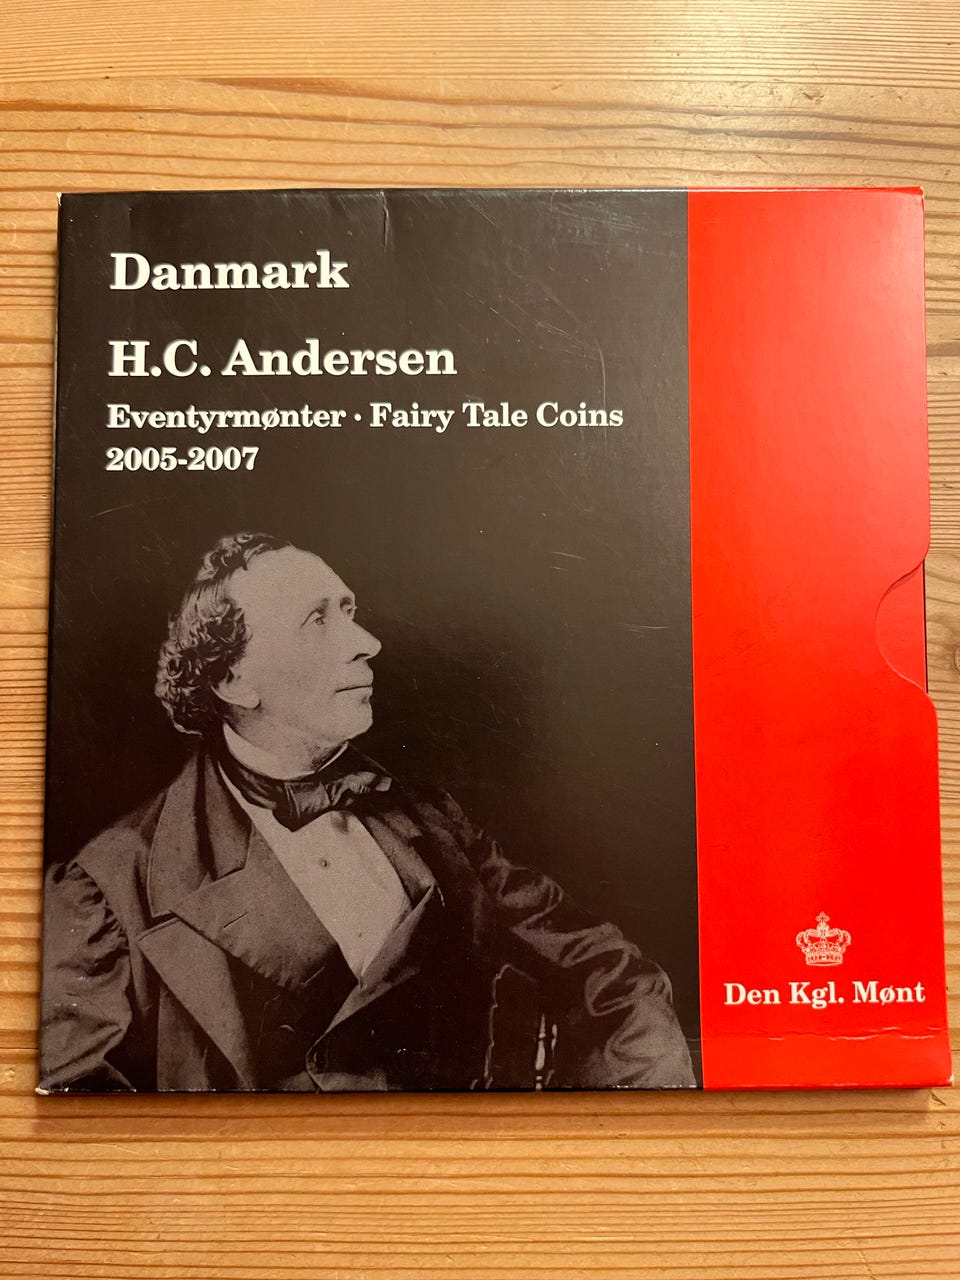 Danmark
H.C. Andersen
Eventyrmønter · Fairy Tale Coins
2005-2007
Den Kgl. Mønt